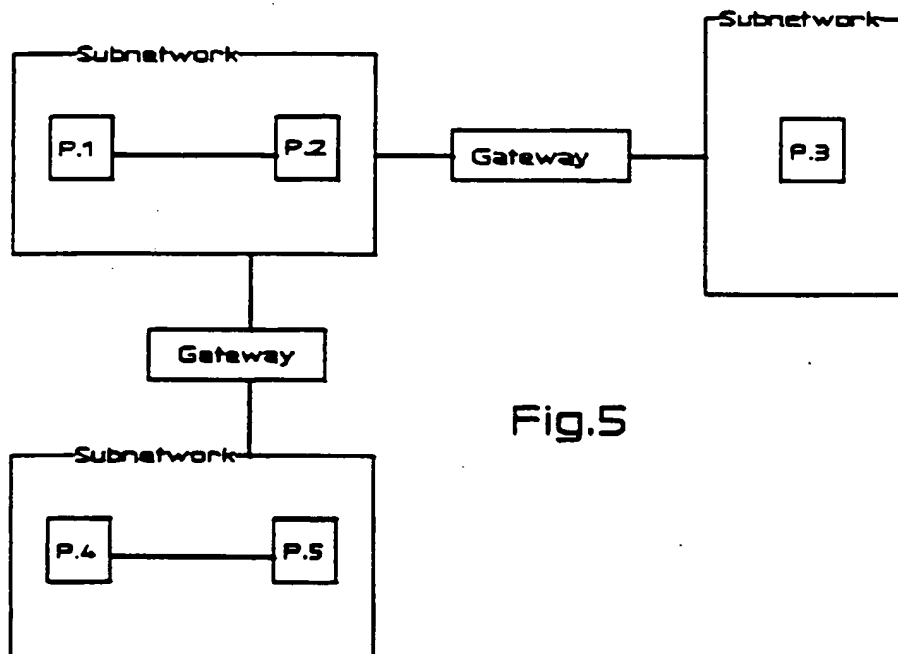 Subnetwork
Subnetwork
P.1
P.2
Gateway
P.3
Gateway
Fig.5
Subnetwork
P.4
P.5